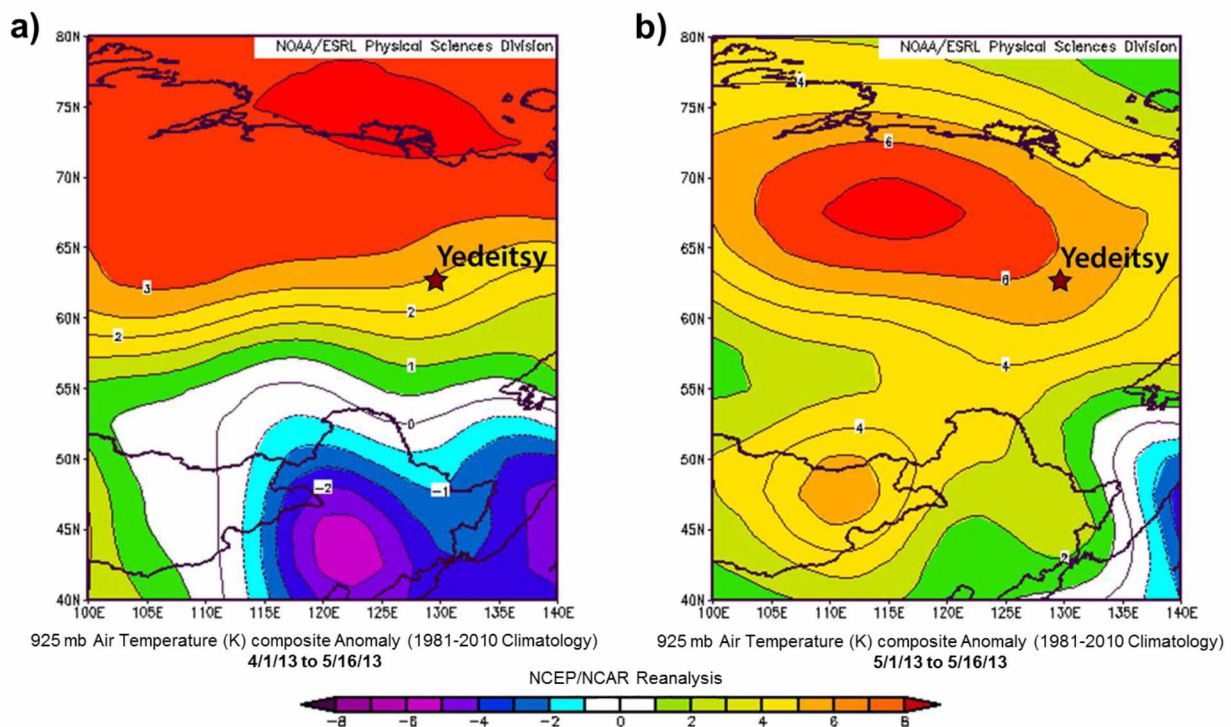 a)
NOAA/ESRL Physical Sciences Division
80N
75N
70N
65N
60N
55N
50N
45N
40N
100E 105E 110E 115E 120E 125E 130E 135E 140E
Yedeitsy
3
2
2
1
0
-1
-2
925 mb Air Temperature (K) composite Anomaly (1981-2010 Climatology)
4/1/13 to 5/16/13
b)
NOAA/ESRL Physical Sciences Division
80N
75N
70N
65N
60N
55N
50N
45N
40N
100E 105E 110E 115E 120E 125E 130E 135E 140E
4
6
Yedeitsy
6
4
4
2
925 mb Air Temperature (K) composite Anomaly (1981-2010 Climatology)
5/1/13 to 5/16/13
NCEP/NCAR Reanalysis
-8 -6 -4 -2 0 2 4 6 8